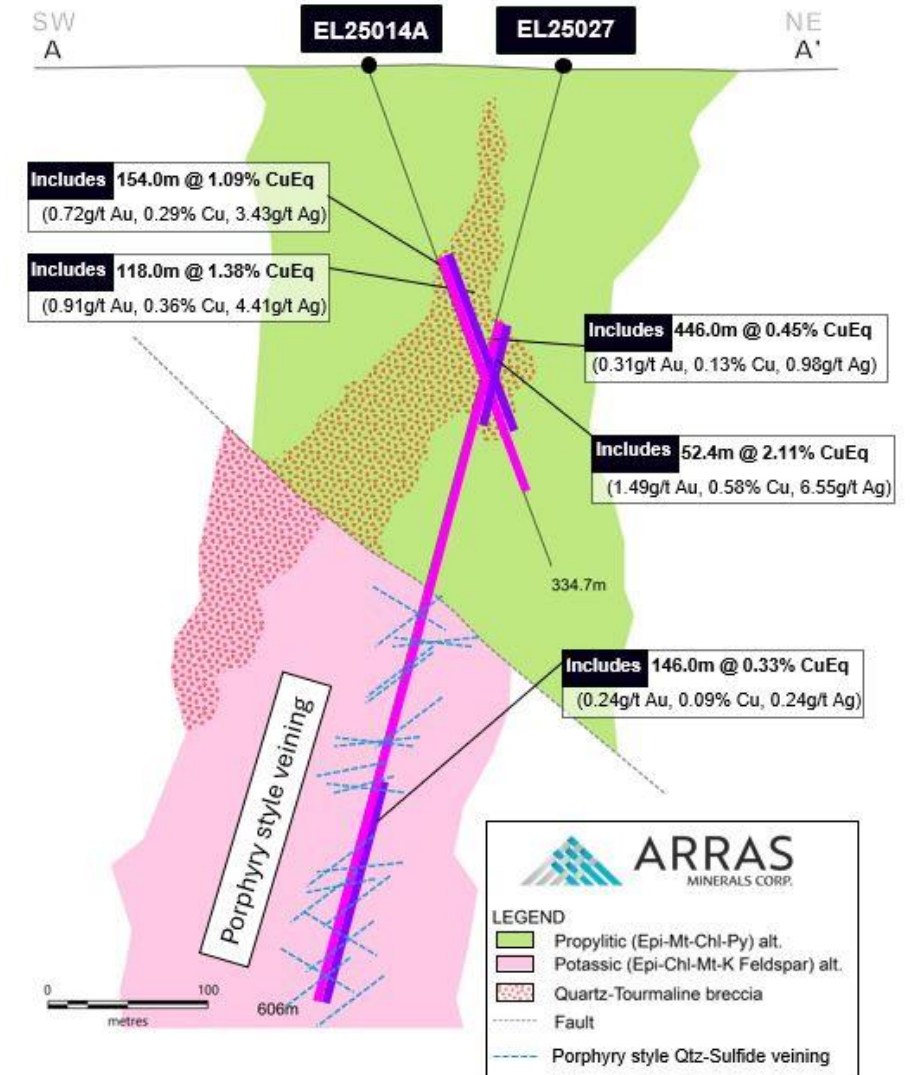 SW
A
EL25014A
EL25027
NE
A'
Includes 154.0m @ 1.09% CuEq
(0.72g/t Au, 0.29% Cu, 3.43g/t Ag)
Includes 118.0m @ 1.38% CuEq
(0.91g/t Au, 0.36% Cu, 4.41g/t Ag)
Includes 446.0m @ 0.45% CuEq
(0.31g/t Au, 0.13% Cu, 0.98g/t Ag)
Includes 52.4m @ 2.11% CuEq
(1.49g/t Au, 0.58% Cu, 6.55g/t Ag)
334.7m
Includes 146.0m @ 0.33% CuEq
(0.24g/t Au, 0.09% Cu, 0.24g/t Ag)
Porphyry style veining
606m
0 100
metres
ARRAS
MINERALS CORP.
LEGEND
Propylitic (Epi-Mt-Chl-Py) alt.
Potassic (Epi-Chl-Mt-K Feldspar) alt.
Quartz-Tourmaline breccia
Fault
Porphyry style Qtz-Sulfide veining